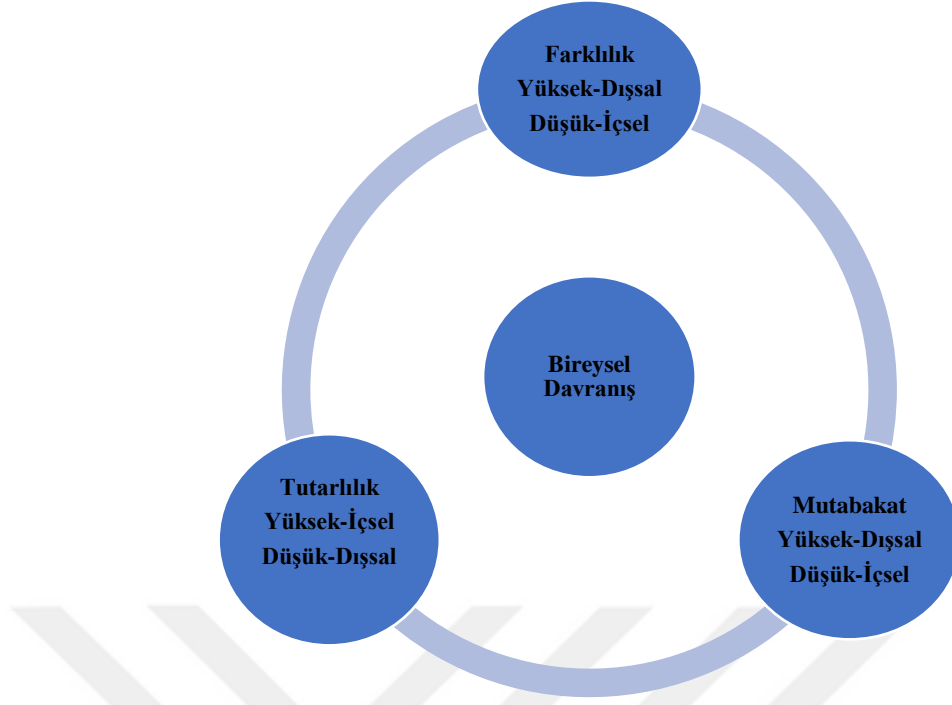 Farklılık
Yüksek-Dışsal
Düşük-İçsel
Bireysel
Davranış
Tutarlılık
Yüksek-İçsel
Düşük-Dışsal
Mutabakat
Yüksek-Dışsal
Düşük-İçsel